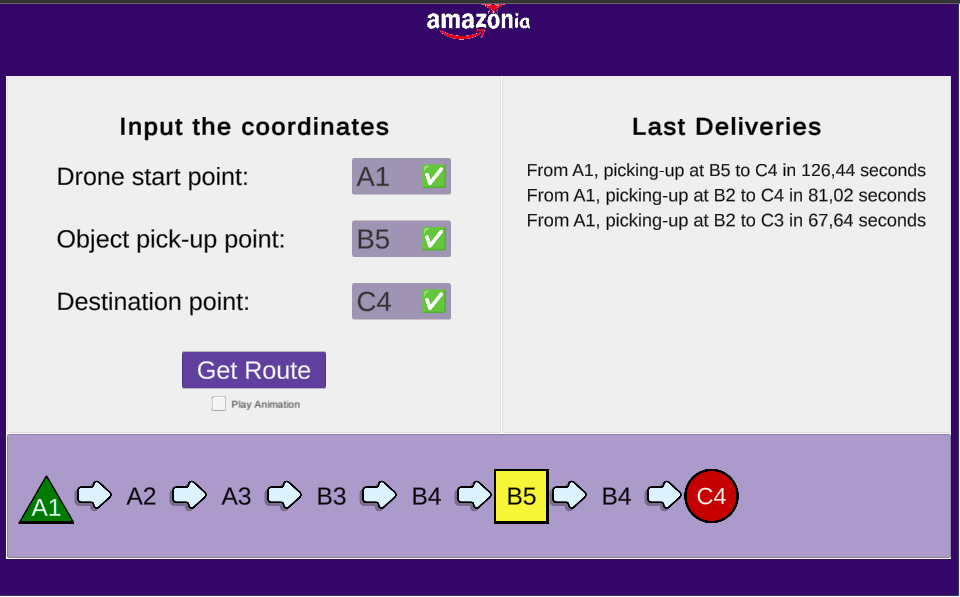 amazônia
Input the coordinates
Drone start point: A1
Object pick-up point: B5
Destination point: C4
Get Route
Play Animation
Last Deliveries
From A1, picking-up at B5 to C4 in 126,44 seconds
From A1, picking-up at B2 to C4 in 81,02 seconds
From A1, picking-up at B2 to C3 in 67,64 seconds
A1 A2 A3 B3 B4 B5 B4 C4